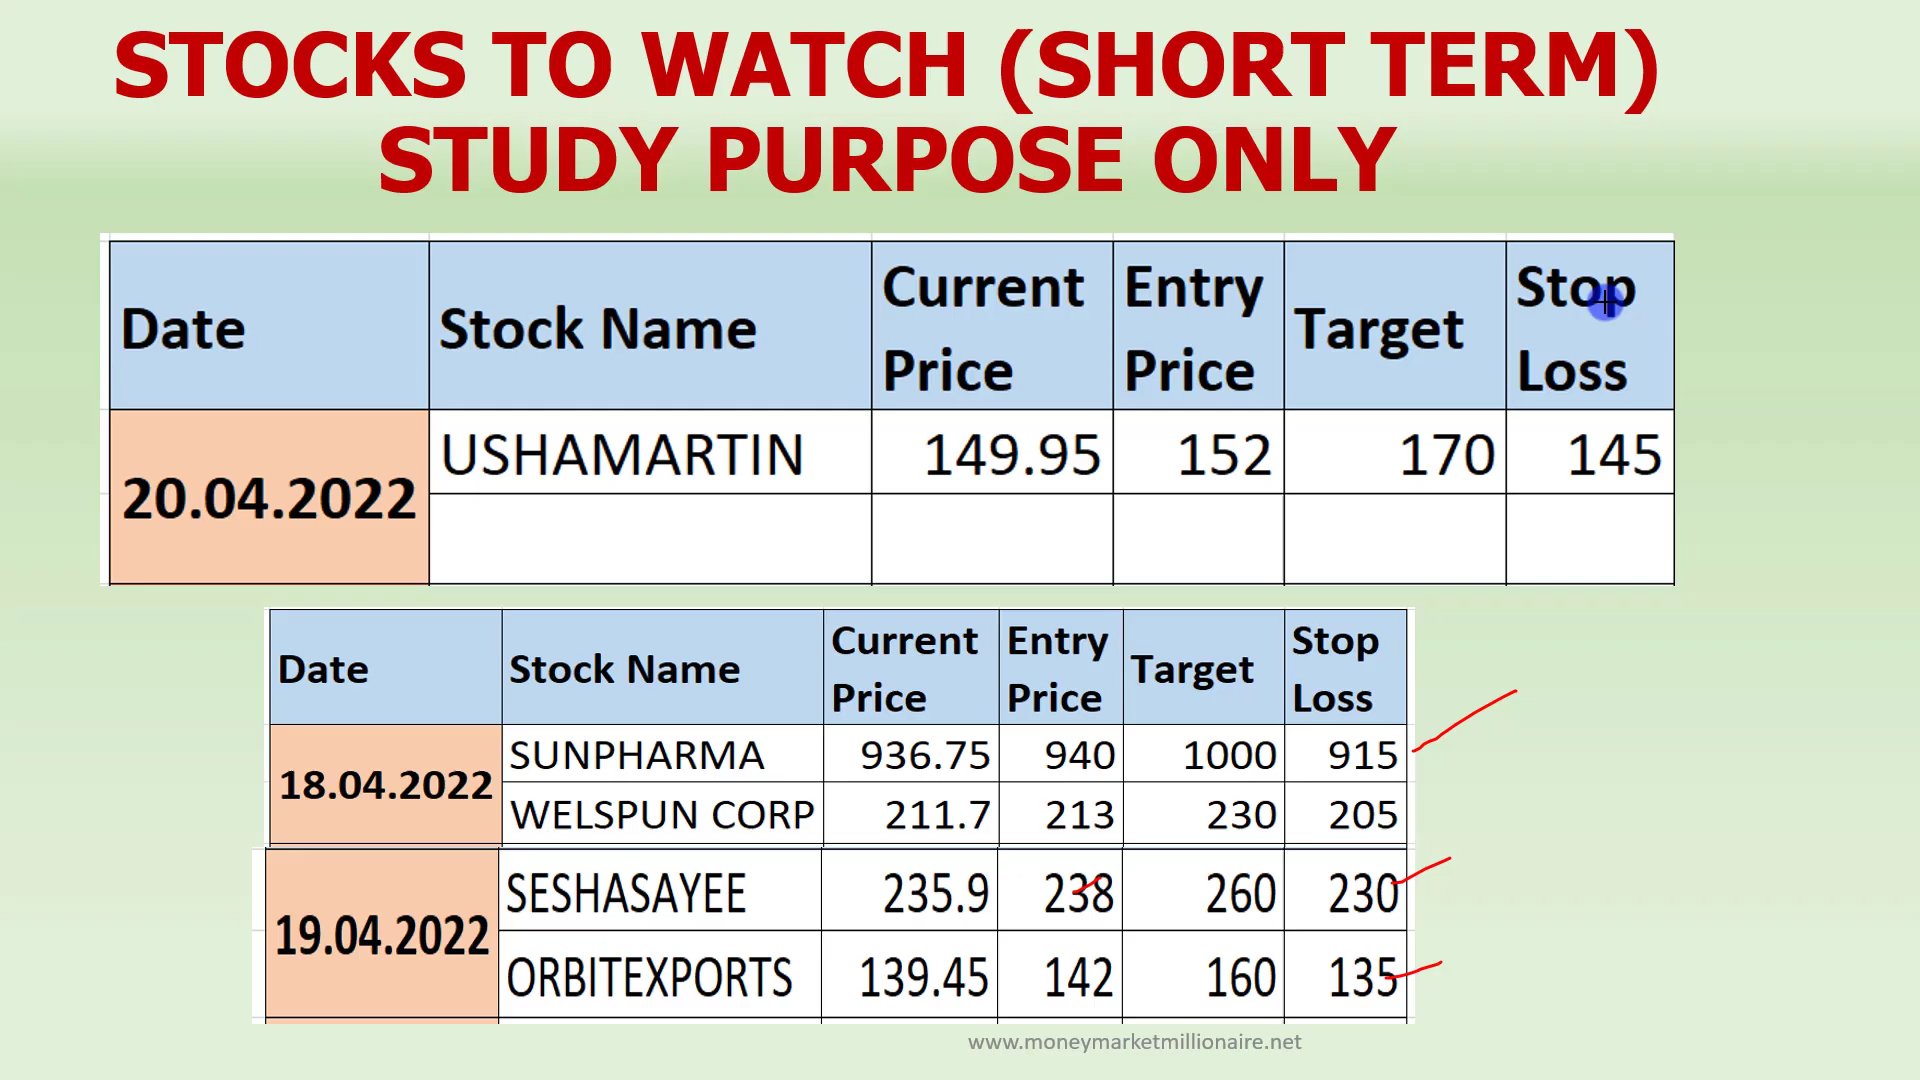 STOCKS TO WATCH (SHORT TERM)
STUDY PURPOSE ONLY
Date Stock Name Current Price Entry Price Target Stop Loss
20.04.2022 USHAMARTIN 149.95 152 170 145
Date Stock Name Current Price Entry Price Target Stop Loss
18.04.2022 SUNPHARMA 936.75 940 1000 915
WELSPUN CORP 211.7 213 230 205
19.04.2022 SESHASAYEE 235.9 238 260 230
ORBITEXPORTS 139.45 142 160 135
www.moneymarketmillionaire.net